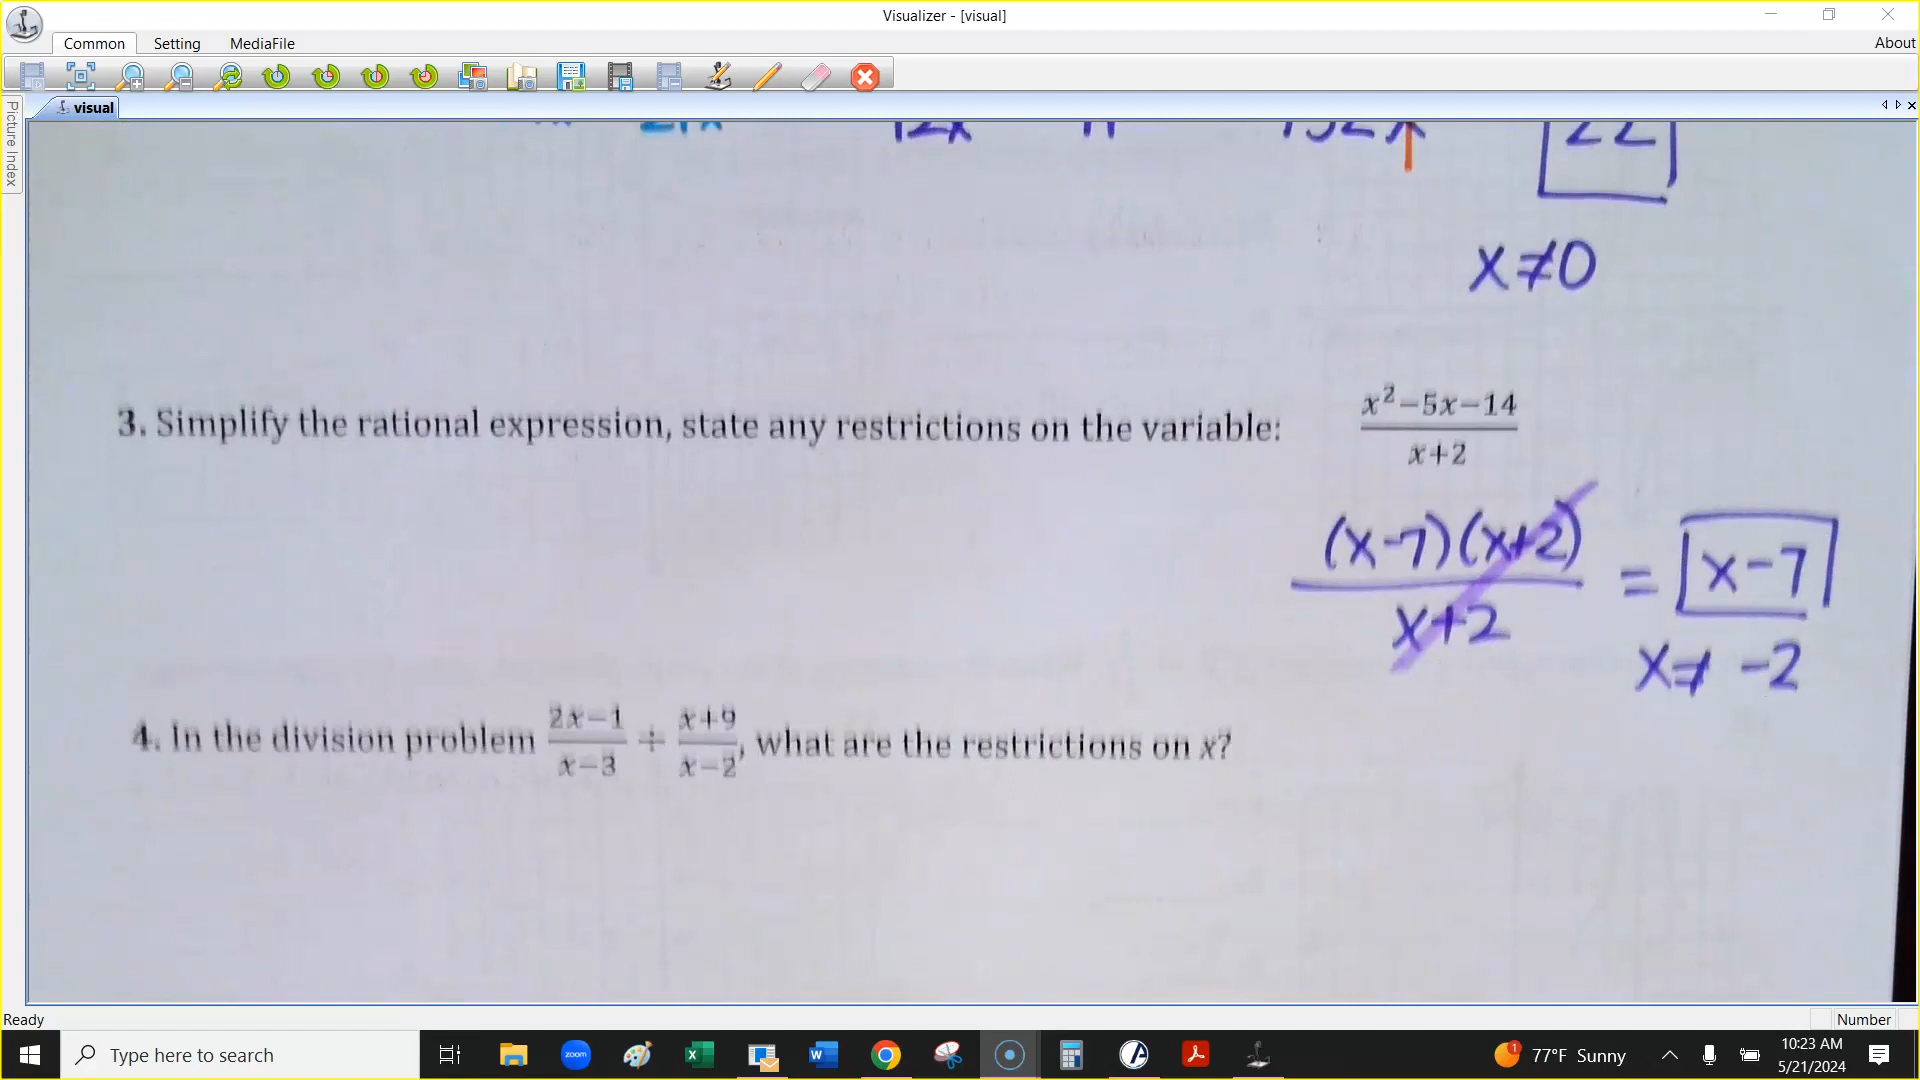 Visualizer - [visual]
Common Setting MediaFile
About
Picture Index
visual
22
x≠0
3. Simplify the rational expression, state any restrictions on the variable:
x²−5x−14
x+2
(x-7)(x+2)
x+2
= x-7
x≠ -2
4. In the division problem 2x−1/x−3 ÷ x+9/x−2, what are the restrictions on x?
Ready
Number
Type here to search
zoom
1
77°F Sunny
10:23 AM
5/21/2024